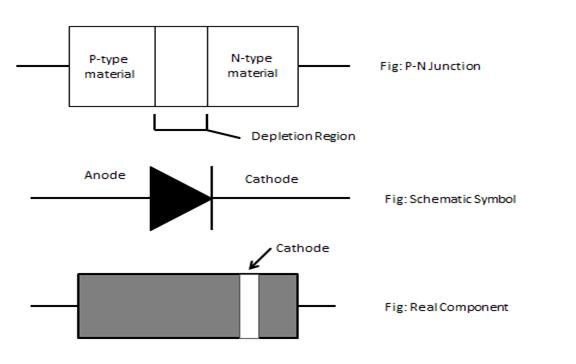 P-type
material
N-type
material
Fig: P-N Junction
Depletion Region
Anode
Cathode
Fig: Schematic Symbol
Cathode
Fig: Real Component